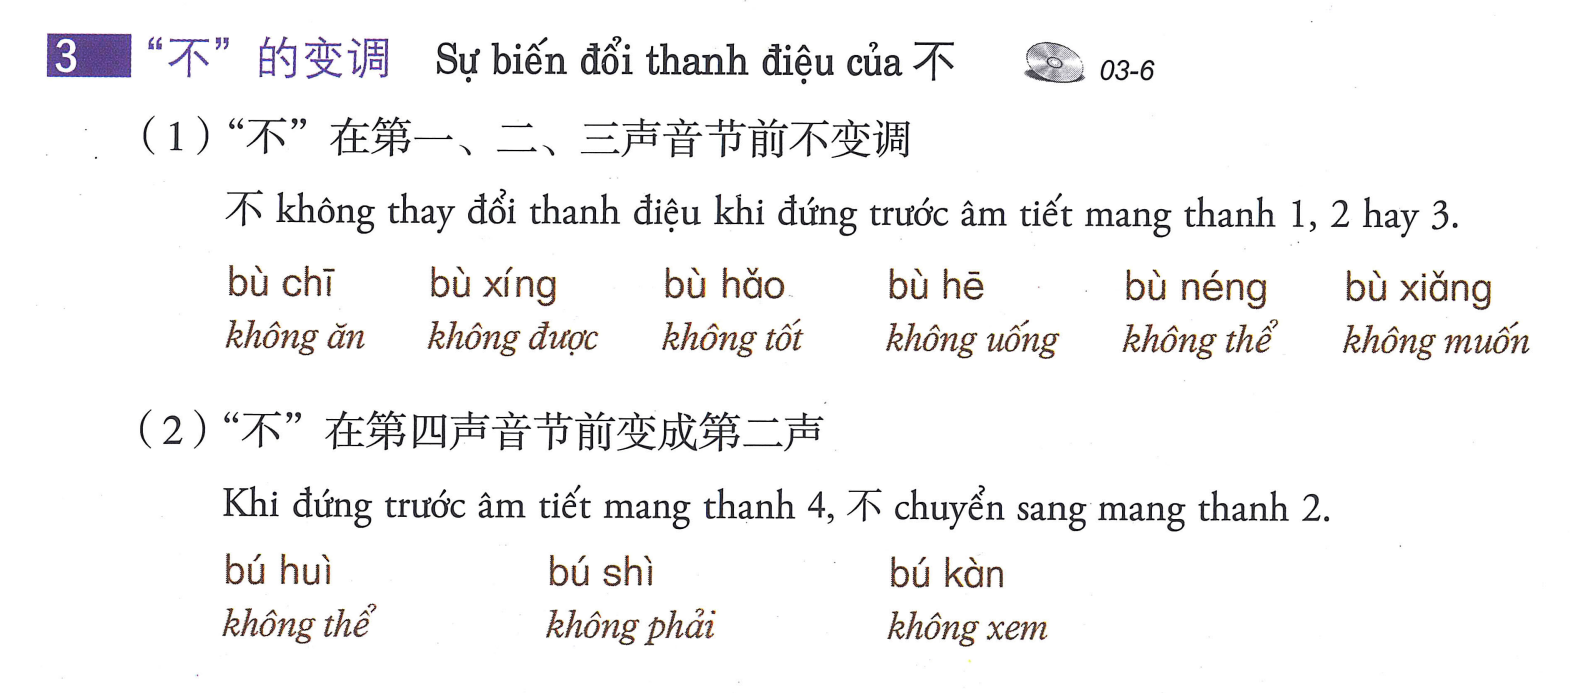 3 “不”的变调 Sự biến đổi thanh điệu của 不 03-6
（1）“不”在第一、二、三声音节前不变调
不 không thay đổi thanh điệu khi đứng trước âm tiết mang thanh 1, 2 hay 3.
bù chī bù xíng bù hǎo bù hē bù néng bù xiǎng
không ăn không được không tốt không uống không thể không muốn
（2）“不”在第四声音节前变成第二声
Khi đứng trước âm tiết mang thanh 4, 不 chuyển sang mang thanh 2.
bú huì bú shì bú kàn
không thể không phải không xem